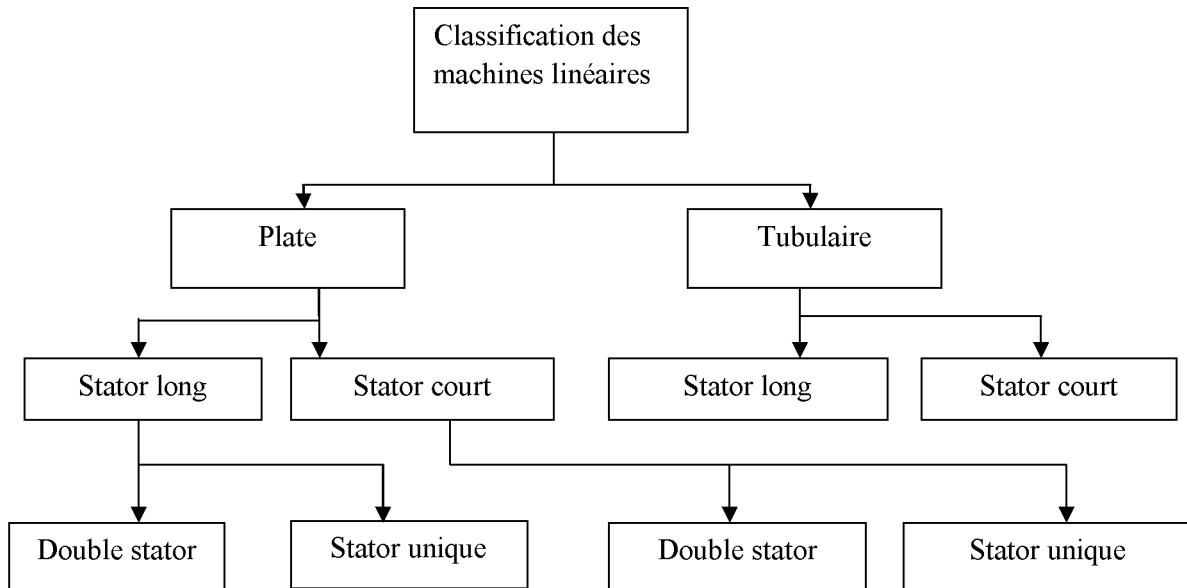 Classification des
machines linéaires
Plate
Tubulaire
Stator long
Stator court
Stator long
Stator court
Double stator
Stator unique
Double stator
Stator unique